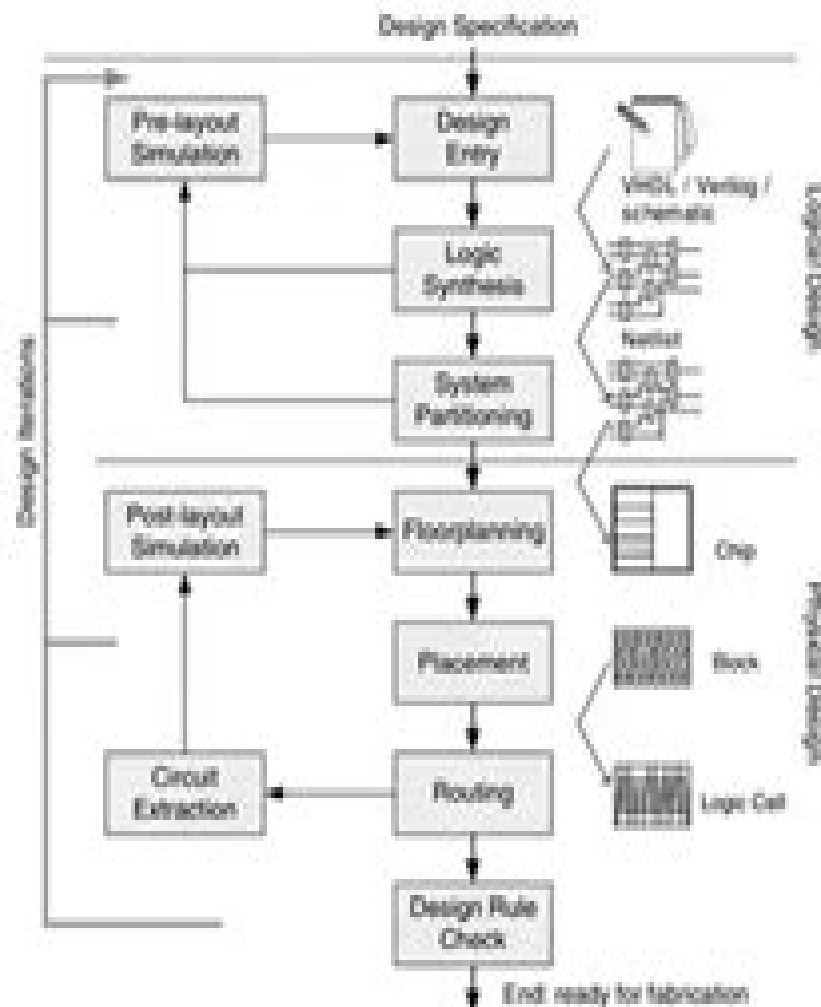 Design Specification
Pre-layout
Simulation
Design
Entry
VHDL / Verilog /
schematic
Logical Design
Logic
Synthesis
Netlist
System
Partitioning
Design Iterations
Post-layout
Simulation
Floorplanning
Chip
Physical Design
Placement
Block
Circuit
Extraction
Routing
Logic Cell
Design Rule
Check
End: ready for fabrication